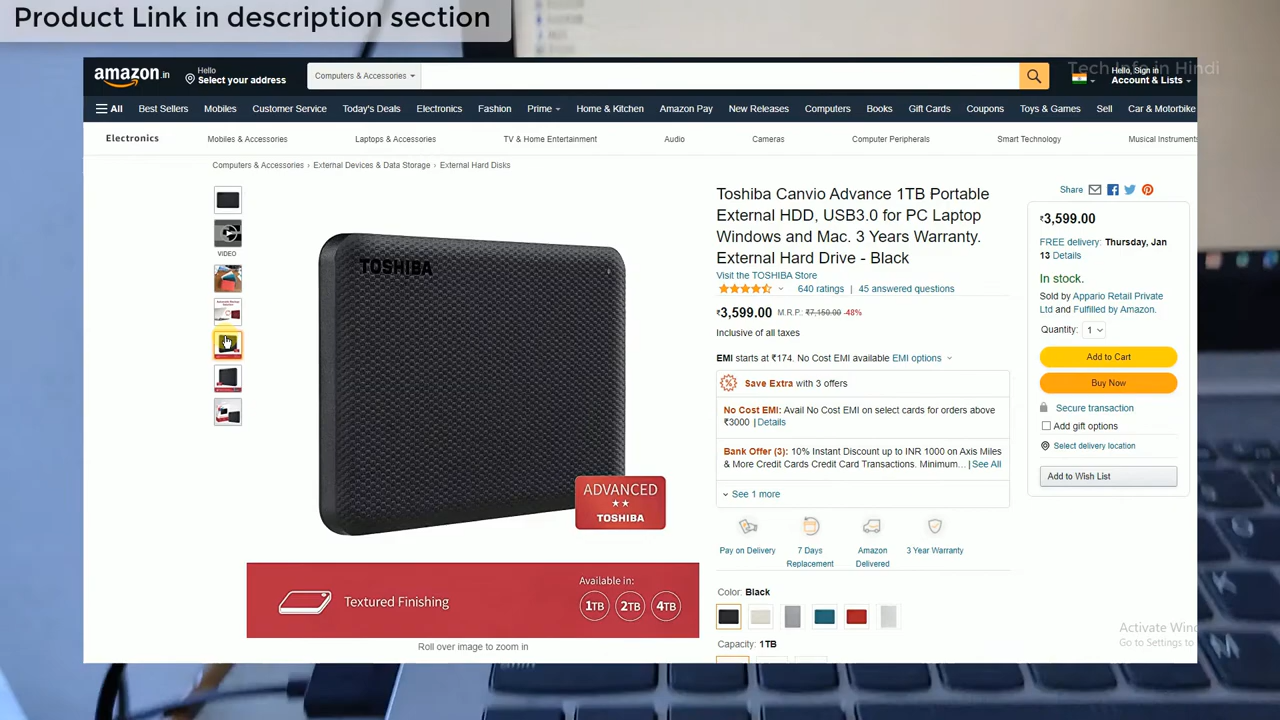 Product Link in description section
amazon.in
Hello
Select your address
Computers & Accessories
Tech Info in Hindi
Hello, Sign in
Account & Lists
All
Best Sellers
Mobiles
Customer Service
Today's Deals
Electronics
Fashion
Prime
Home & Kitchen
Amazon Pay
New Releases
Computers
Books
Gift Cards
Coupons
Toys & Games
Sell
Car & Motorbike
Electronics
Mobiles & Accessories
Laptops & Accessories
TV & Home Entertainment
Audio
Cameras
Computer Peripherals
Smart Technology
Musical Instruments
Computers & Accessories › External Devices & Data Storage › External Hard Disks
VIDEO
TOSHIBA
ADVANCED
TOSHIBA
Textured Finishing
Available in:
1TB 2TB 4TB
Roll over image to zoom in
Toshiba Canvio Advance 1TB Portable
External HDD, USB3.0 for PC Laptop
Windows and Mac. 3 Years Warranty.
External Hard Drive - Black
Visit the TOSHIBA Store
640 ratings | 45 answered questions
₹3,599.00 M.R.P.: ₹7,150.00 -48%
Inclusive of all taxes
EMI starts at ₹174. No Cost EMI available EMI options
Save Extra with 3 offers
No Cost EMI: Avail No Cost EMI on select cards for orders above
₹3000 | Details
Bank Offer (3): 10% Instant Discount up to INR 1000 on Axis Miles
& More Credit Cards Credit Card Transactions. Minimum... | See All
See 1 more
Pay on Delivery
7 Days
Replacement
Amazon
Delivered
3 Year Warranty
Color: Black
Capacity: 1TB
Share
₹3,599.00
FREE delivery: Thursday, Jan
13 Details
In stock.
Sold by Appario Retail Private
Ltd and Fulfilled by Amazon.
Quantity: 1
Add to Cart
Buy Now
Secure transaction
Add gift options
Select delivery location
Add to Wish List
Activate Win
Go to Settings to